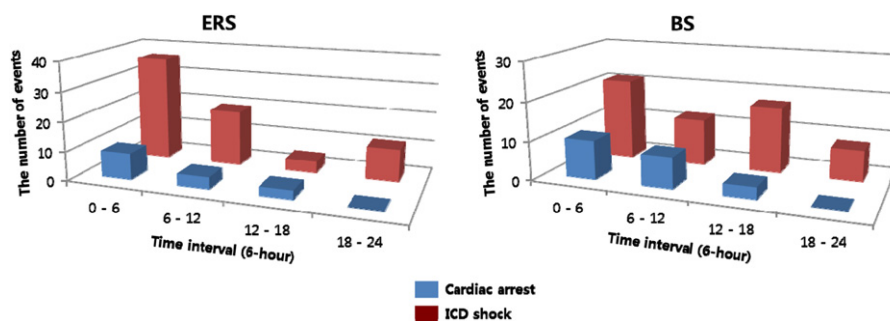 ERS
The number of events
40
30
20
10
0
0 - 6
6 - 12
12 - 18
18 - 24
Time interval (6-hour)
BS
The number of events
30
20
10
0
0 - 6
6 - 12
12 - 18
18 - 24
Time interval (6-hour)
Cardiac arrest
ICD shock